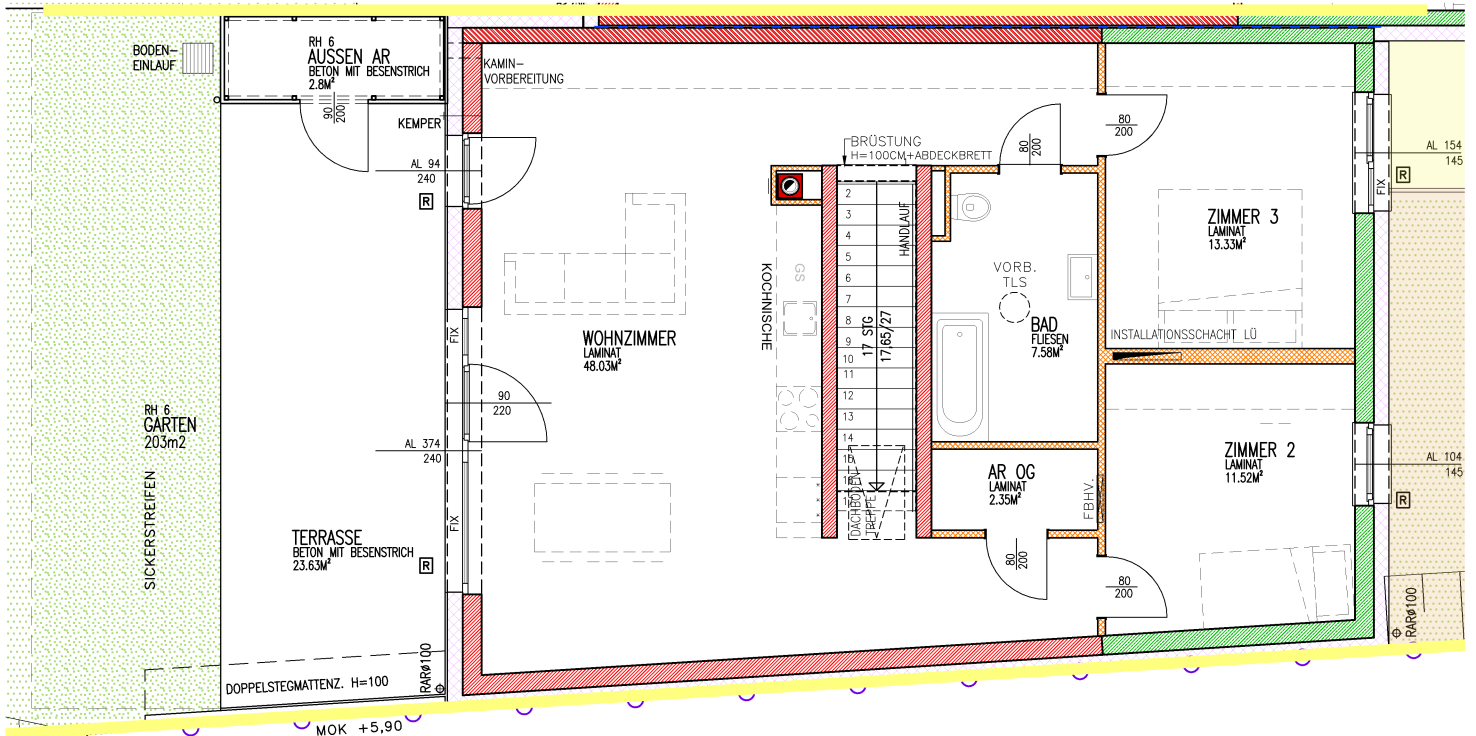 BODEN-
EINLAUF
RH 6
AUSSEN AR
BETON MIT BESENSTRICH
2.8M²
90
200
KEMPER
KAMIN-
VORBEREITUNG
AL 94
240
R
BRÜSTUNG
H=100CM+ABDECKBRETT
80
200
80
200
AL 154
145
R
FIX
ZIMMER 3
LAMINAT
13.33M²
2
3
4
5
6
7
8
9
10
11
12
13
14
15
16
17
HANDLAUF
17 STG
17,65/27
GS
KOCHNISCHE
VORB.
TLS
BAD
FLIESEN
7.58M²
INSTALLATIONSSCHACHT LÜ
FIX
WOHNZIMMER
LAMINAT
48.03M²
90
220
RH 6
GARTEN
203m2
AL 374
240
SICKERSTREIFEN
FIX
TERRASSE
BETON MIT BESENSTRICH
23.63M²
R
DACHBODEN
TREPPE
AR OG
LAMINAT
2.35M²
FBHV.
ZIMMER 2
LAMINAT
11.52M²
AL 104
145
R
80
200
80
200
RARØ100
RARØ100
DOPPELSTEGMATTENZ. H=100
MOK +5,90